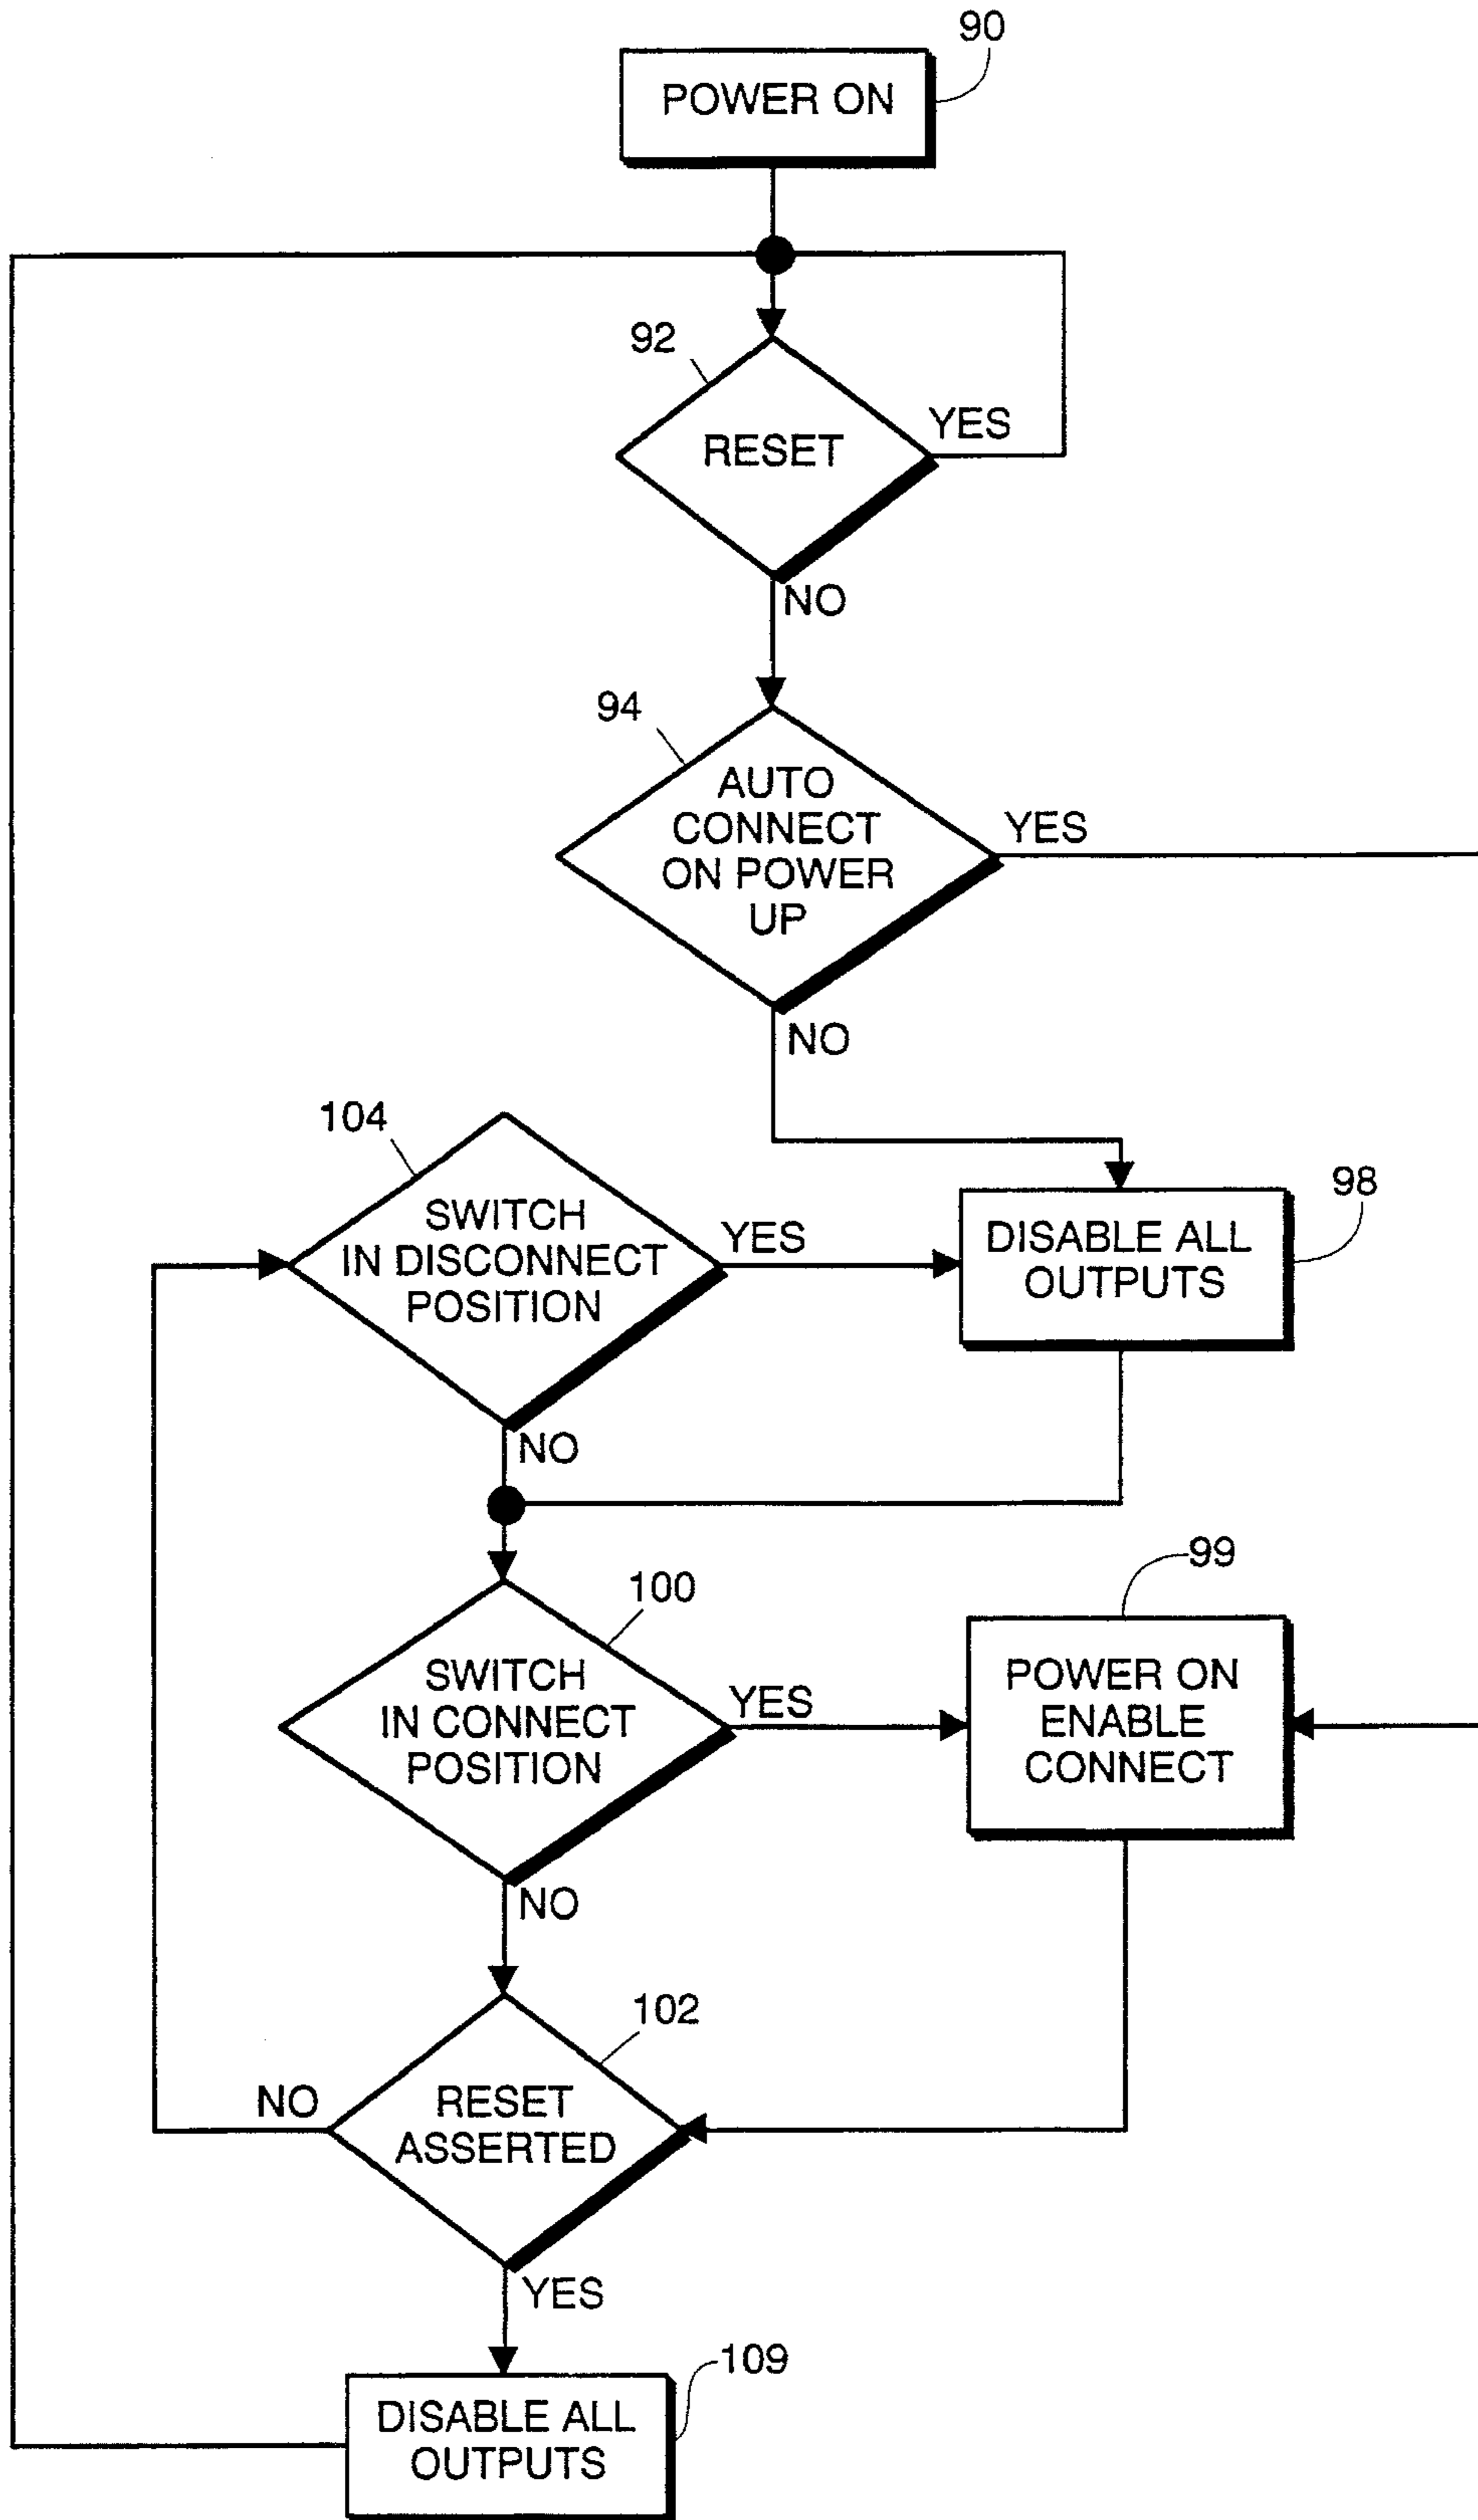 90
POWER ON
92
RESET
YES
NO
94
AUTO
CONNECT
ON POWER
UP
YES
NO
104
SWITCH
IN DISCONNECT
POSITION
YES
NO
98
DISABLE ALL
OUTPUTS
100
SWITCH
IN CONNECT
POSITION
YES
NO
99
POWER ON
ENABLE
CONNECT
102
RESET
ASSERTED
NO
YES
109
DISABLE ALL
OUTPUTS